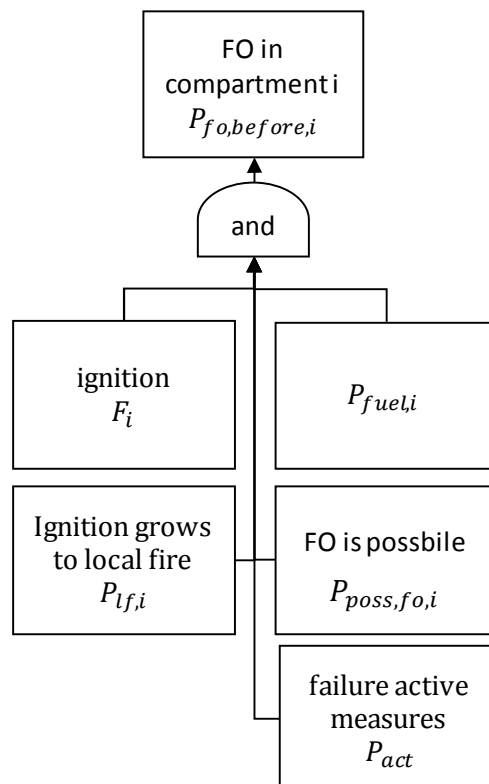 FO in
compartment i
P_{fo,before,i}
and
ignition
F_i
P_{fuel,i}
Ignition grows
to local fire
P_{lf,i}
FO is possbile
P_{poss,fo,i}
failure active
measures
P_{act}